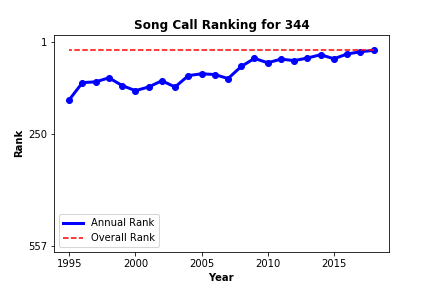 Song Call Ranking for 344
1
250
557
Rank
Annual Rank
Overall Rank
1995 2000 2005 2010 2015
Year